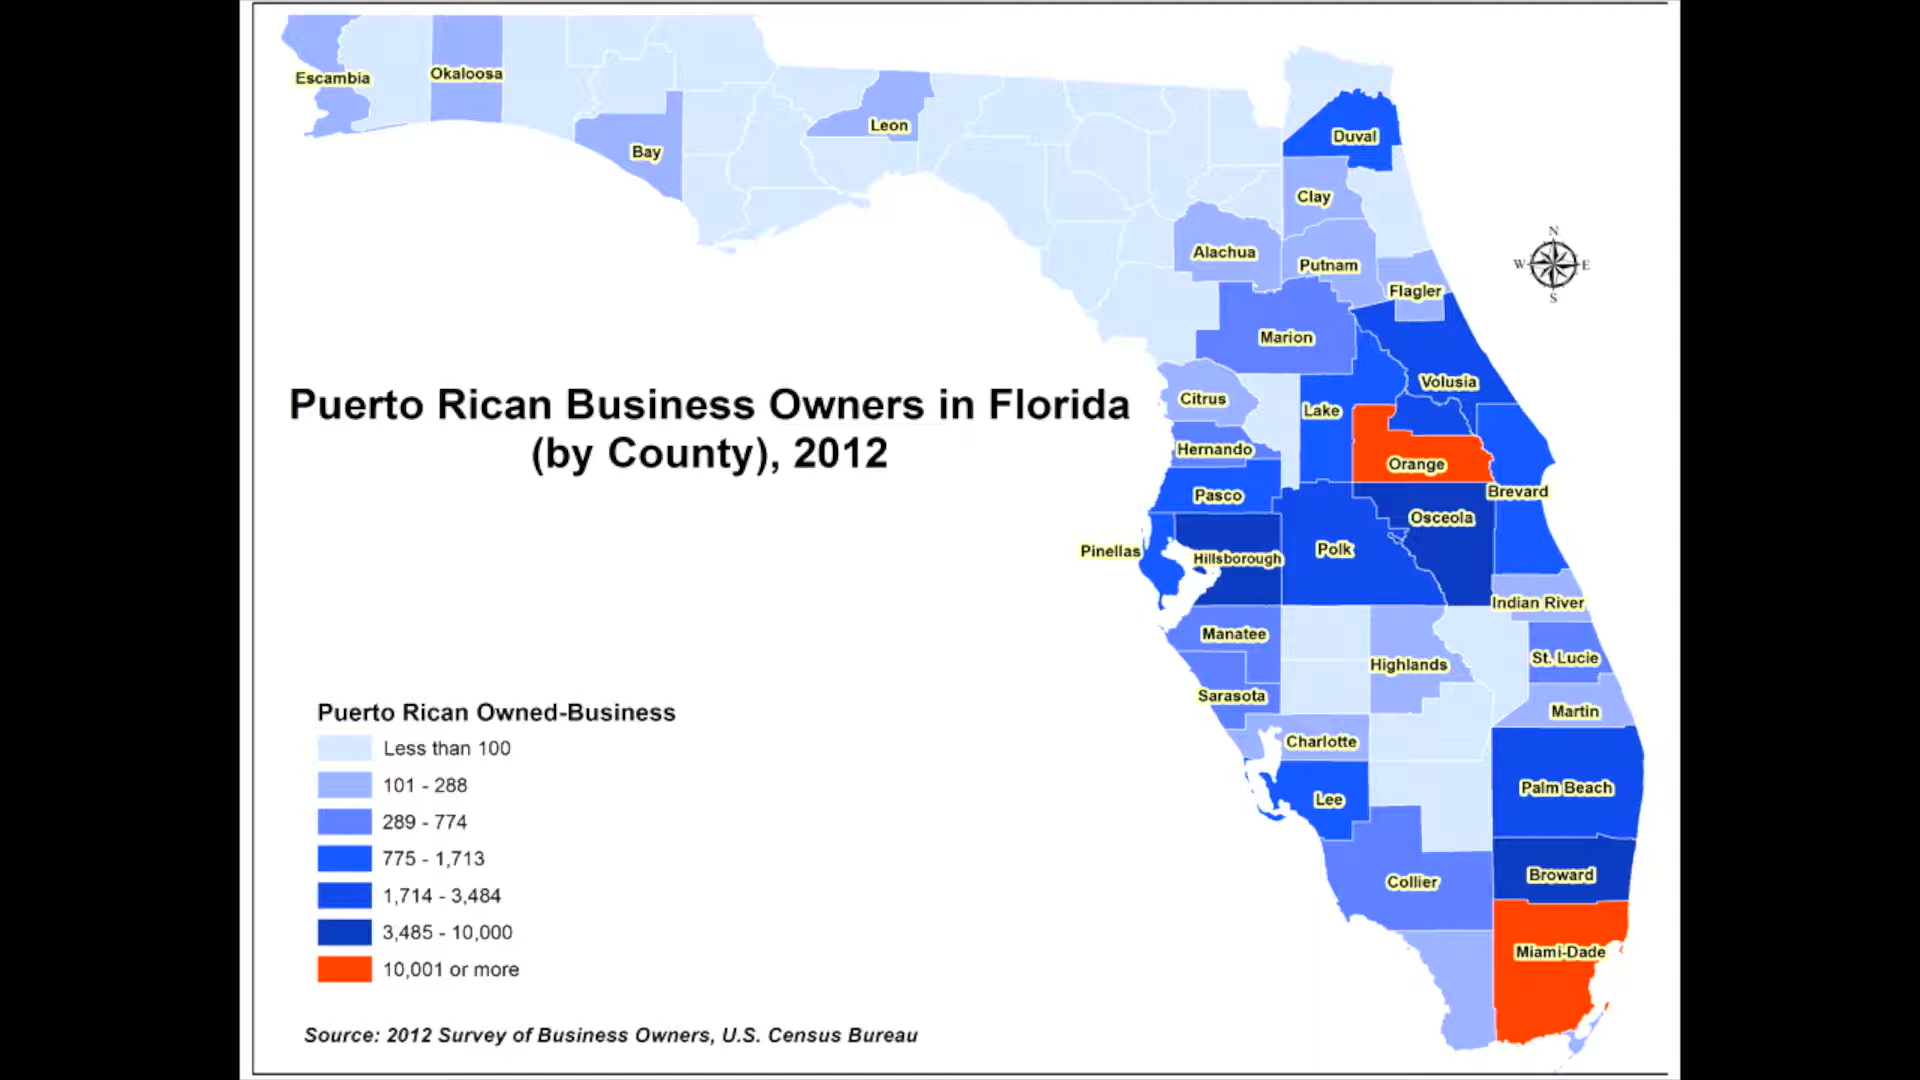 Escambia
Okaloosa
Leon
Bay
Duval
Clay
Alachua
Putnam
Flagler
Marion
N
W E
S
Puerto Rican Business Owners in Florida
(by County), 2012
Citrus
Volusia
Lake
Hernando
Orange
Pasco
Brevard
Osceola
Pinellas
Hillsborough
Polk
Indian River
Manatee
Highlands
St. Lucie
Sarasota
Martin
Charlotte
Palm Beach
Lee
Broward
Collier
Miami-Dade
Puerto Rican Owned-Business
Less than 100
101 - 288
289 - 774
775 - 1,713
1,714 - 3,484
3,485 - 10,000
10,001 or more
Source: 2012 Survey of Business Owners, U.S. Census Bureau